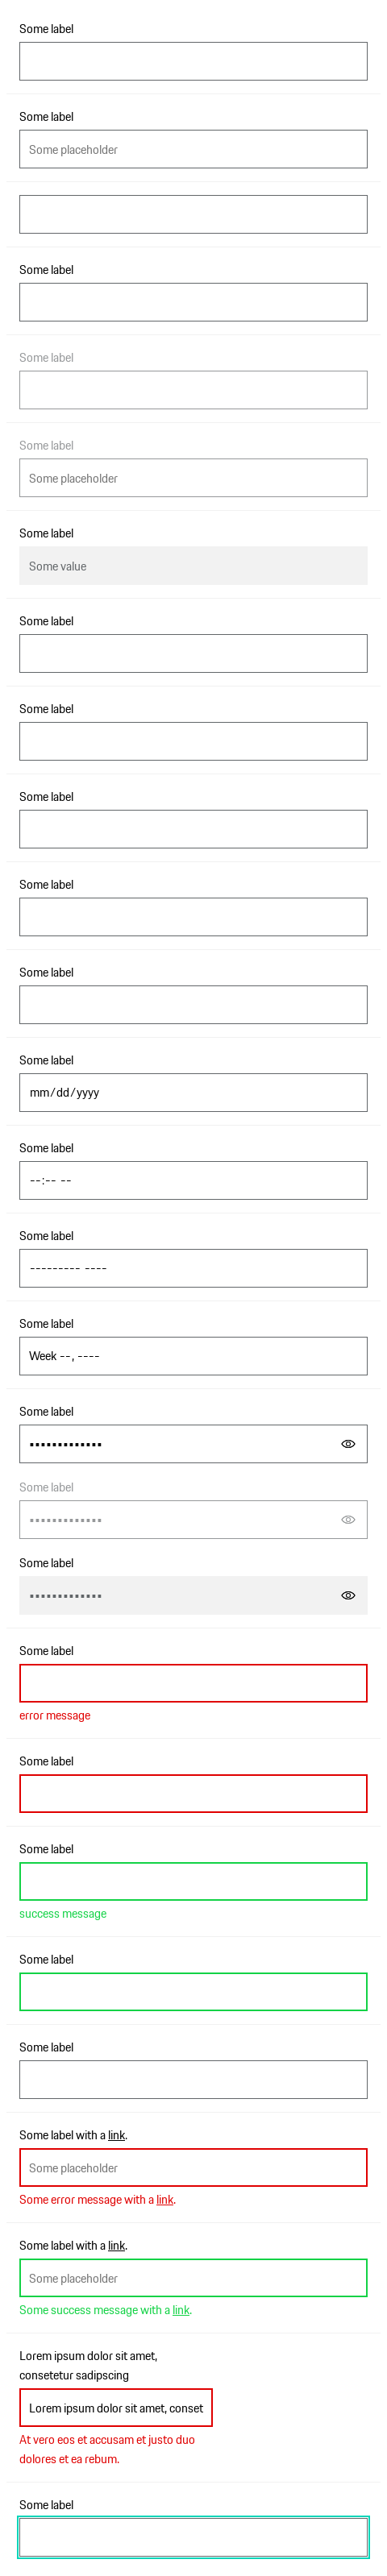 Some label
Some label
Some placeholder
Some label
Some label
Some label
Some placeholder
Some label
Some value
Some label
Some label
Some label
Some label
Some label
Some label
mm/dd/yyyy
Some label
--:-- --
Some label
--------- ----
Some label
Week --, ----
Some label
•••••••••••••
Some label
•••••••••••••
Some label
•••••••••••••
Some label
error message
Some label
Some label
success message
Some label
Some label
Some label with a link.
Some placeholder
Some error message with a link.
Some label with a link.
Some placeholder
Some success message with a link.
Lorem ipsum dolor sit amet,
consetetur sadipscing
Lorem ipsum dolor sit amet, conset
At vero eos et accusam et justo duo
dolores et ea rebum.
Some label